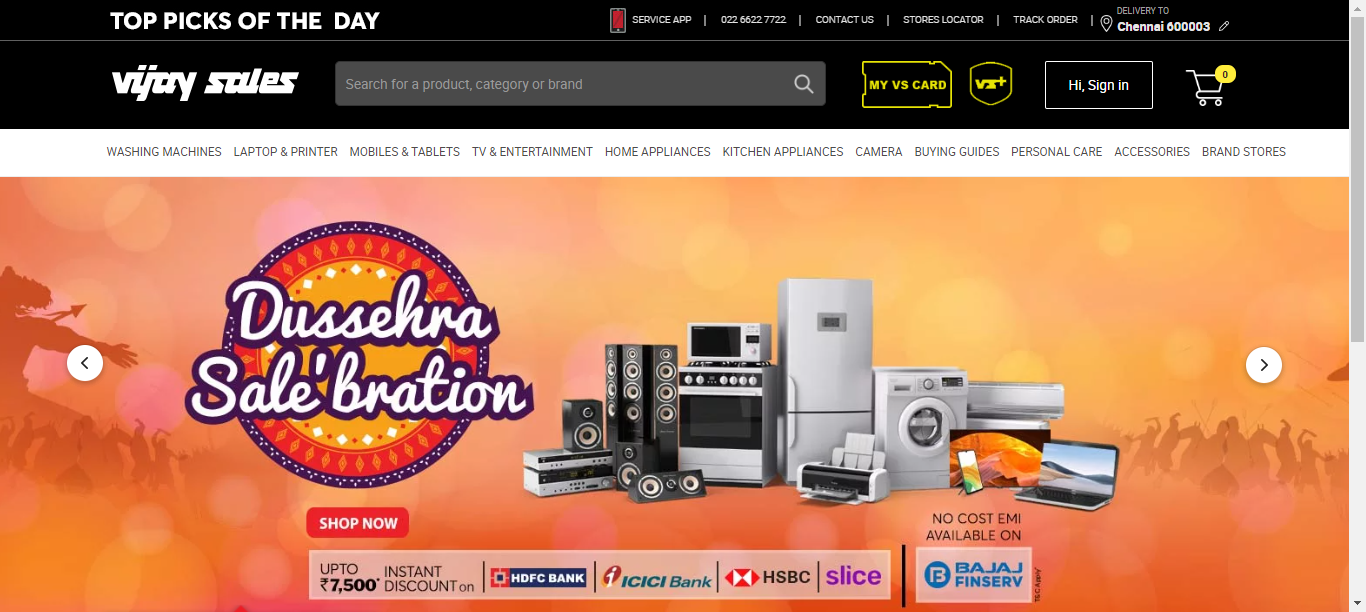 TOP PICKS OF THE DAY
SERVICE APP | 022 6622 7722 | CONTACT US | STORES LOCATOR | TRACK ORDER |
DELIVERY TO
Chennai 600003
vijay sales
Search for a product, category or brand
MY VS CARD
VS+
Hi, Sign in
0
WASHING MACHINES LAPTOP & PRINTER MOBILES & TABLETS TV & ENTERTAINMENT HOME APPLIANCES KITCHEN APPLIANCES CAMERA BUYING GUIDES PERSONAL CARE ACCESSORIES BRAND STORES
Dussehra
Sale'bration
SHOP NOW
UPTO
₹7,500* INSTANT
DISCOUNT on
HDFC BANK
ICICI Bank
HSBC
slice
NO COST EMI
AVAILABLE ON
BAJAJ
FINSERV
T&C Apply*